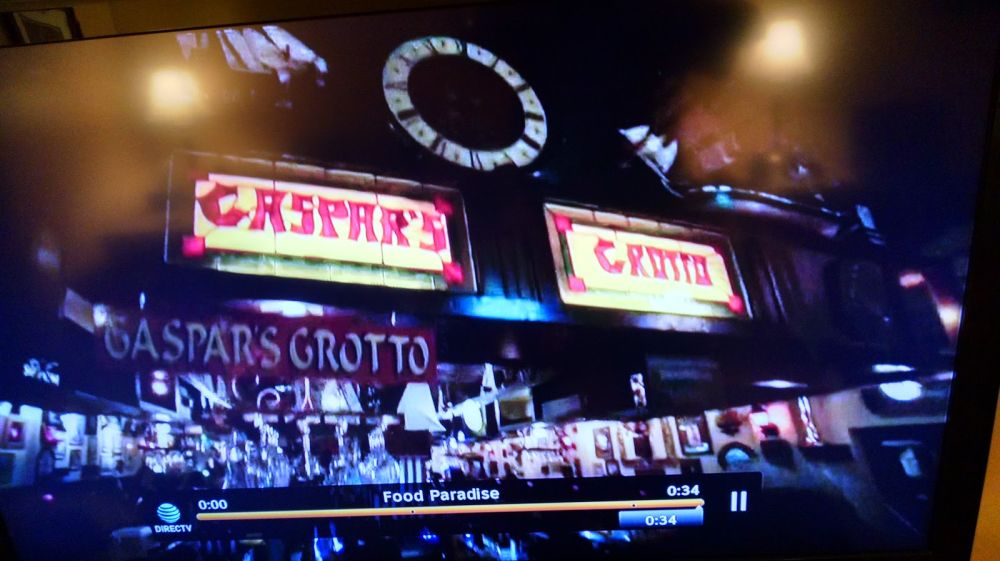 GASPAR'S
GROTTO
GASPAR'S GROTTO
0:00 Food Paradise 0:34
DIRECTV
0:34